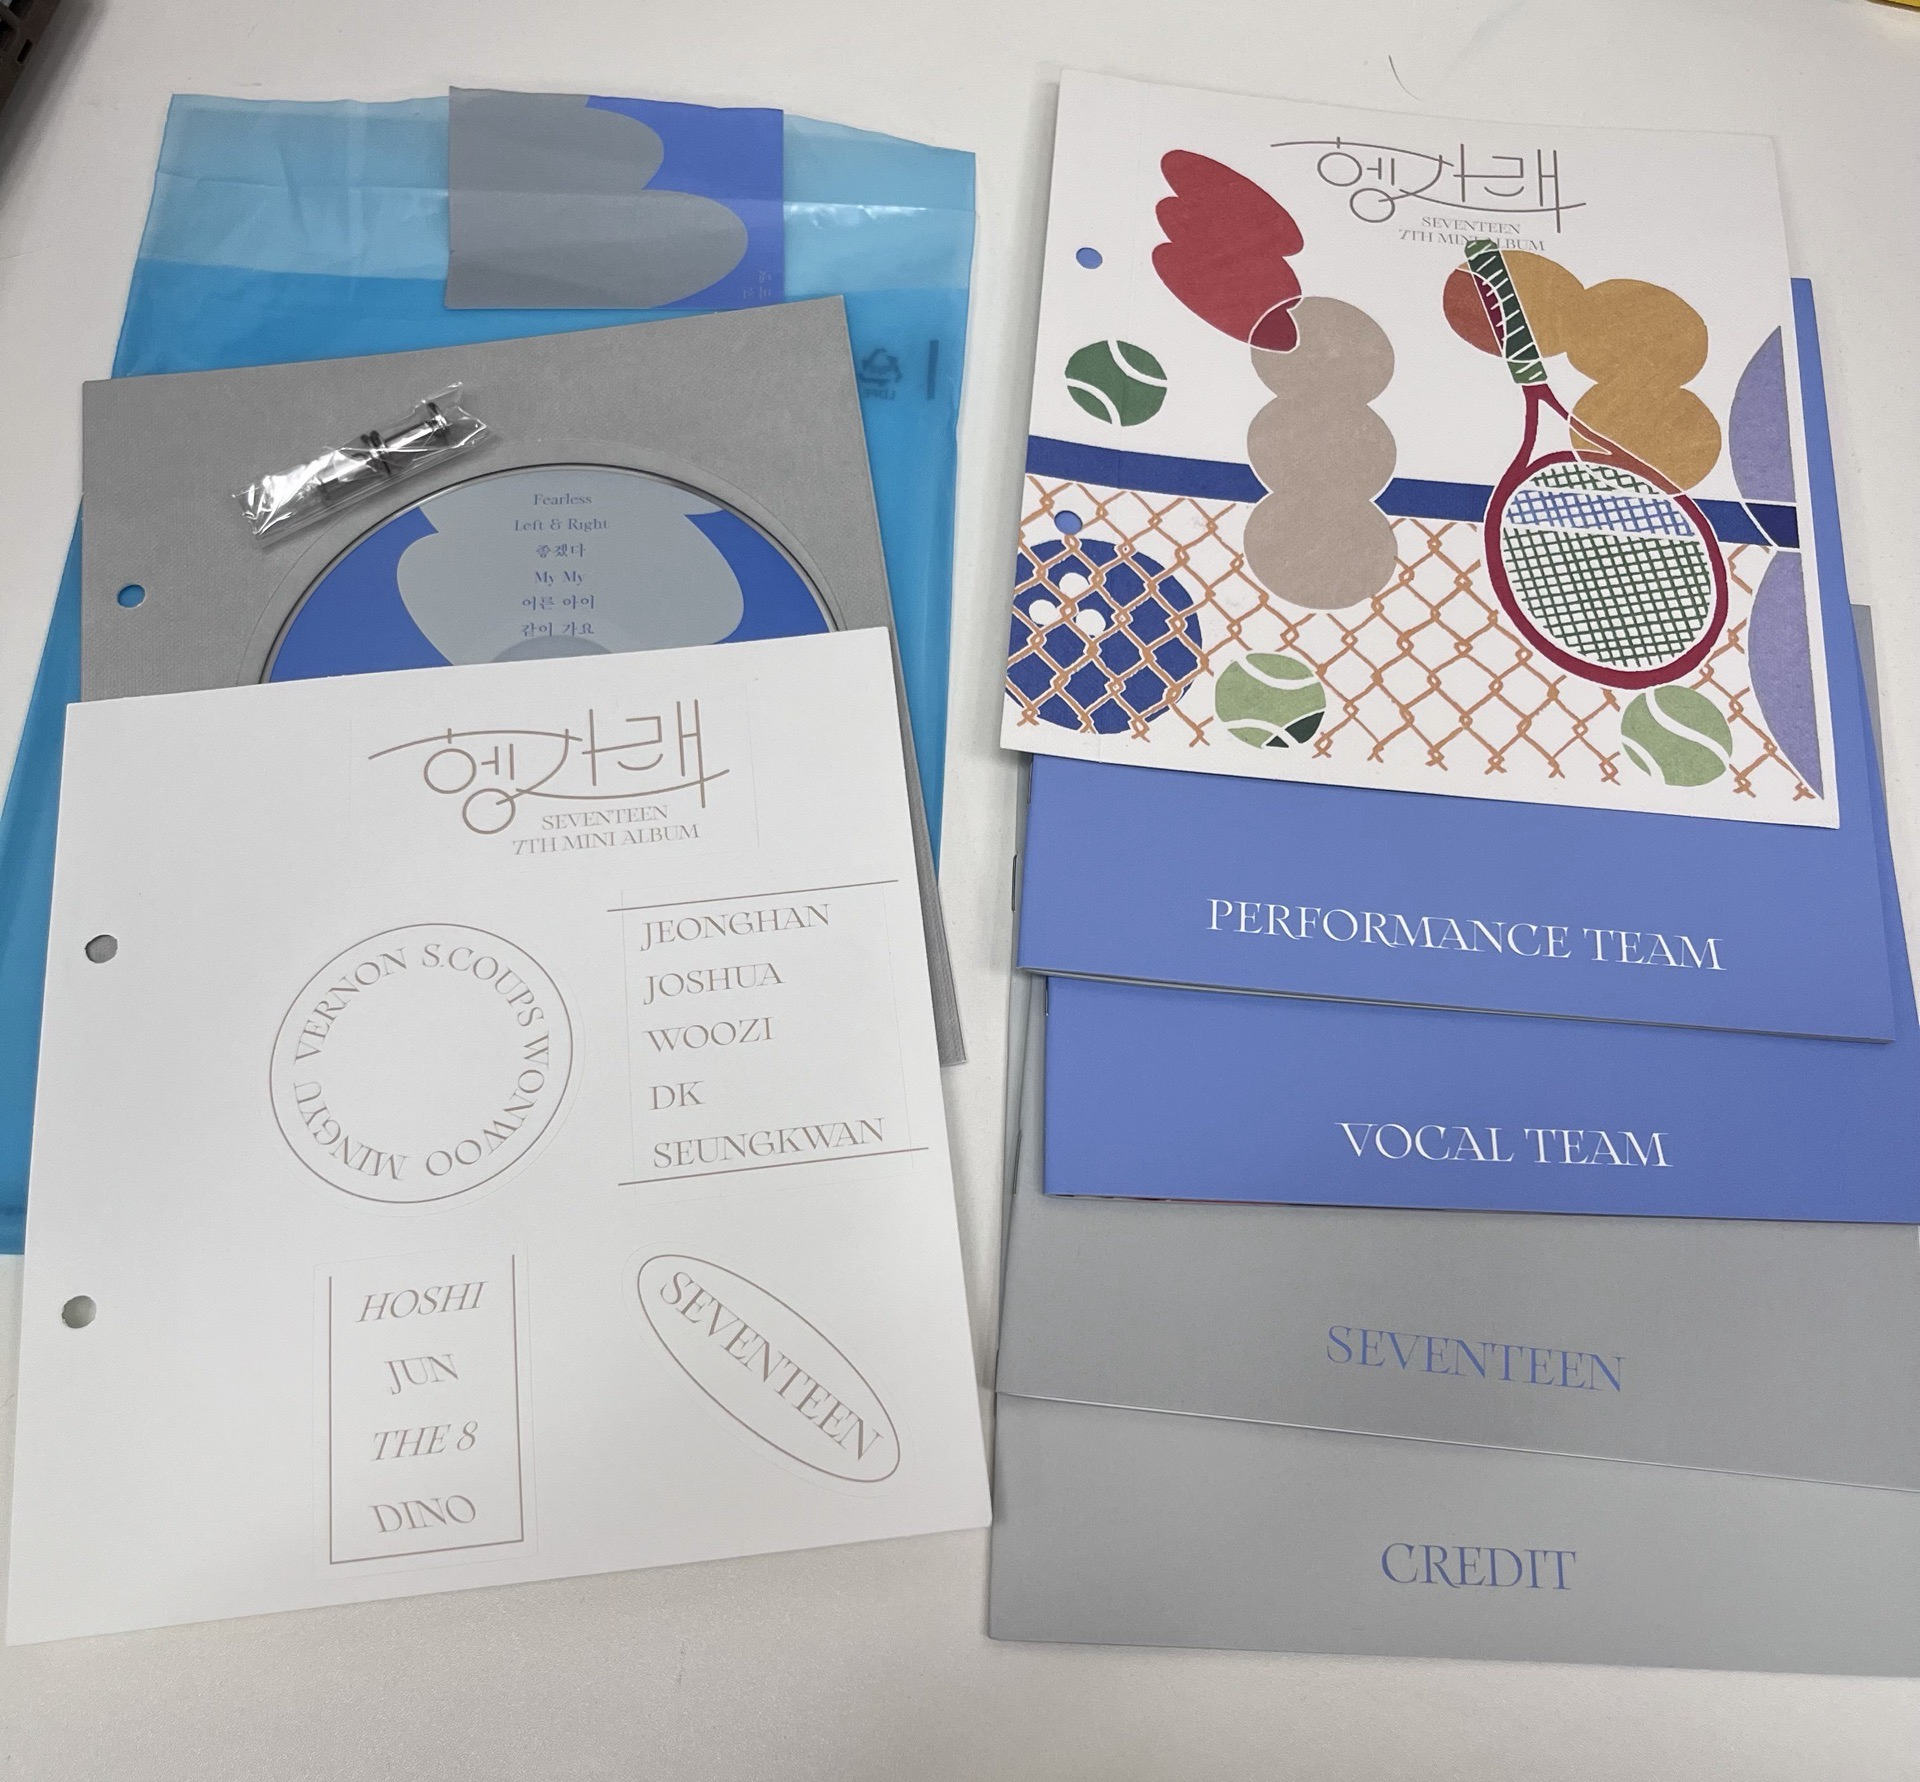 Fearless
Left & Right
좋겠다
My My
어른 아이
같이 가요
헹가래
SEVENTEEN
7TH MINI ALBUM
VERNON S.COUPS WONWOO MINGYU
JEONGHAN
JOSHUA
WOOZI
DK
SEUNGKWAN
HOSHI
JUN
THE 8
DINO
SEVENTEEN
헹가래
SEVENTEEN
7TH MINI ALBUM
PERFORMANCE TEAM
VOCAL TEAM
SEVENTEEN
CREDIT